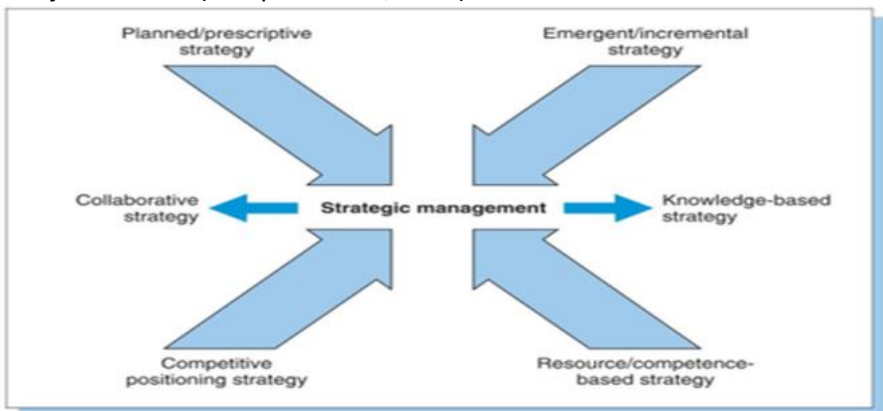 Planned/prescriptive
strategy
Emergent/incremental
strategy
Collaborative
strategy
Strategic management
Knowledge-based
strategy
Competitive
positioning strategy
Resource/competence-
based strategy